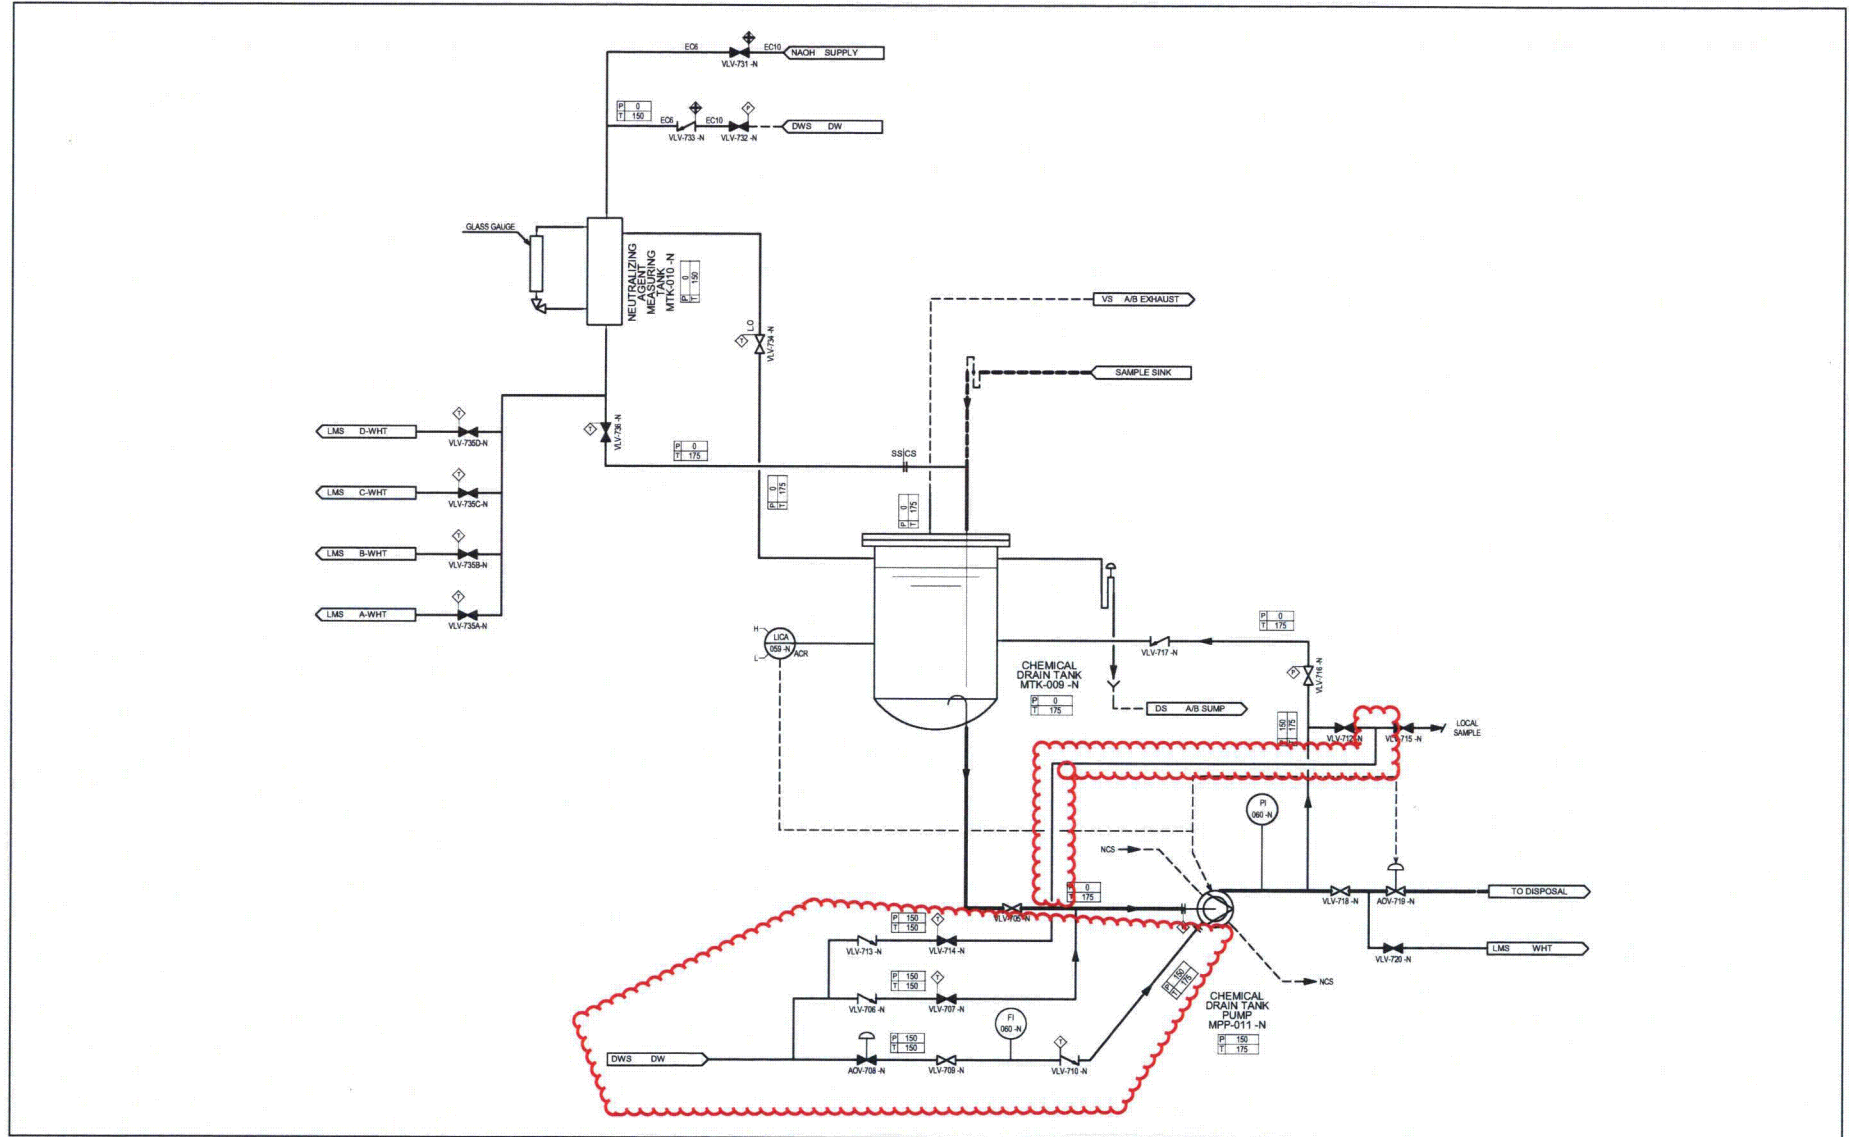 EC6
EC10
NAOH SUPPLY
VLV-731 -N
P 0
T 150
EC6
EC10
P
DWS DW
VLV-733 -N
VLV-732 -N
GLASS GAUGE
NEUTRALIZING
AGENT
MEASURING
TANK
MTK-010 -N
P 0
T 150
VS A/B EXHAUST
LO
T
VLV-734 -N
SAMPLE SINK
T
LMS D-WHT
VLV-735D-N
T
VLV-736 -N
P 0
T 175
SS CS
T
LMS C-WHT
VLV-735C-N
P 0
T 175
P 0
T 175
T
LMS B-WHT
VLV-735B-N
T
LMS A-WHT
VLV-735A-N
P 0
T 175
H
L
LICA
059 -N
ACR
VLV-717 -N
P
VLV-716 -N
CHEMICAL
DRAIN TANK
MTK-009 -N
P 0
T 175
DS A/B SUMP
150
175
VLV-712 -N
VLV-715 -N
LOCAL
SAMPLE
PI
060 -N
NCS
P 0
T 175
TO DISPOSAL
VLV-718 -N
AOV-719 -N
VLV-705 -N
P 150
T 150
T
VLV-713 -N
VLV-714 -N
LMS WHT
VLV-720 -N
P 150
T 150
T
VLV-706 -N
VLV-707 -N
P 150
T 175
NCS
CHEMICAL
DRAIN TANK
PUMP
MPP-011 -N
P 150
T 175
FI
060 -N
P 150
T 150
T
DWS DW
AOV-708 -N
VLV-709 -N
VLV-710 -N